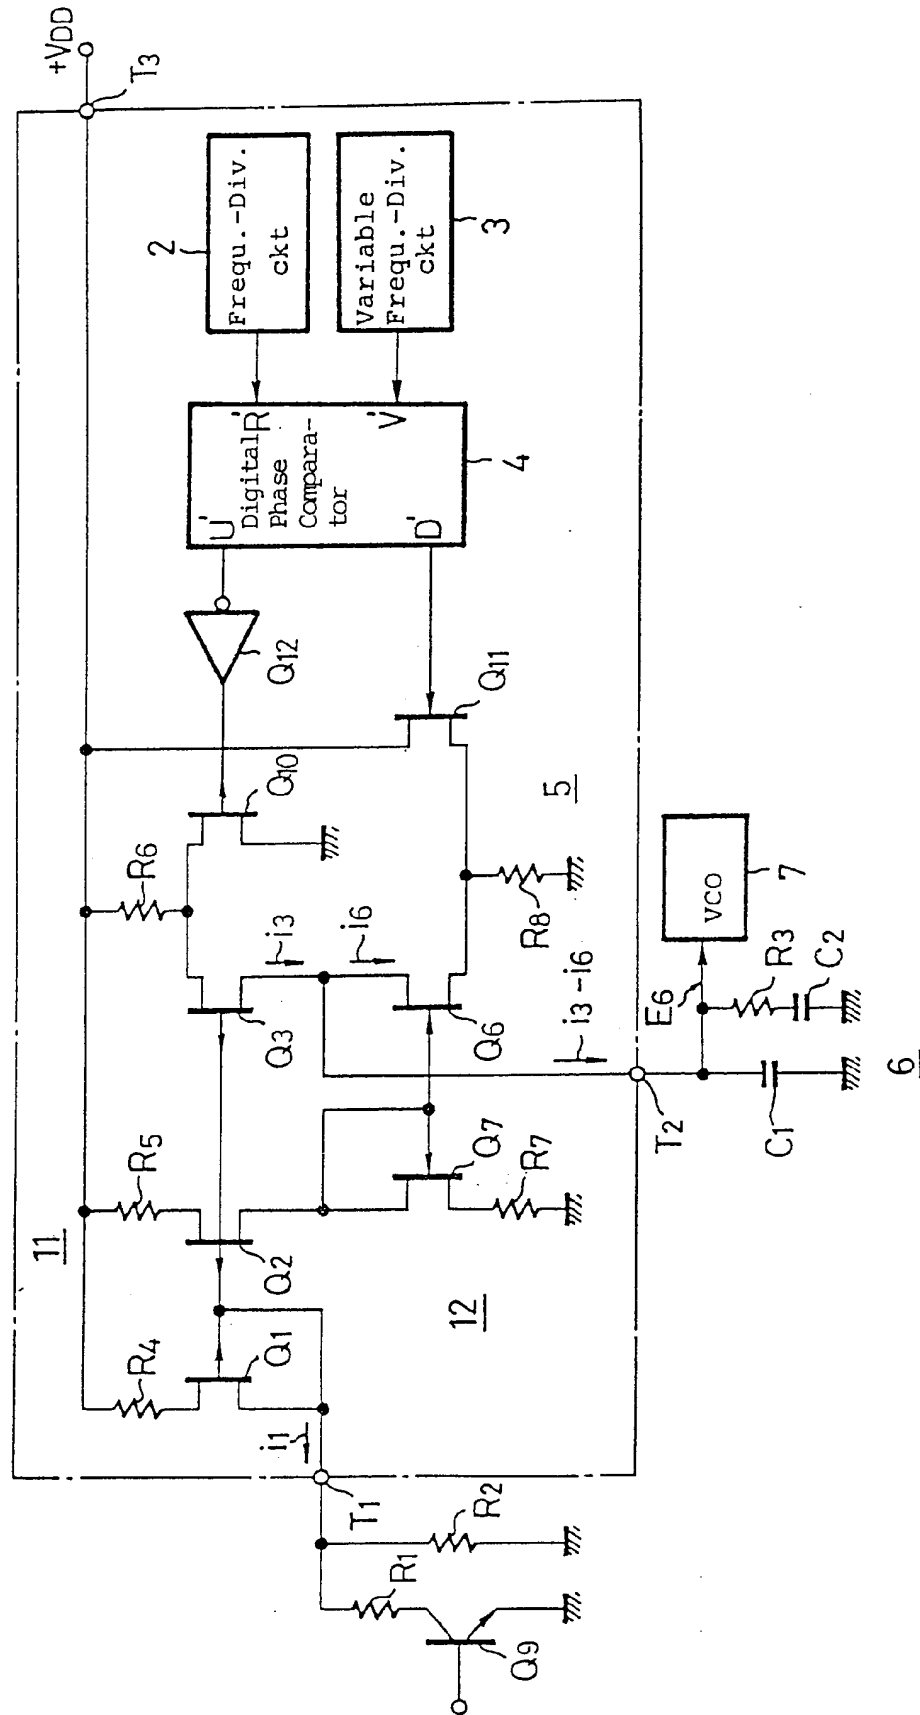 +VDD
T3
11
R4
R5
R6
2
Frequ.-Div.
ckt
3
Variable
Frequ.-Div.
ckt
U'
R'
Digital
Phase
Compara-
tor
D'
V'
4
Q12
Q1
Q2
Q3
Q10
i3
i6
Q11
i1
T1
12
Q7
Q6
R7
R8
5
i3-i6
T2
R1
R2
Q9
E6
VCO
7
C1
R3
C2
6